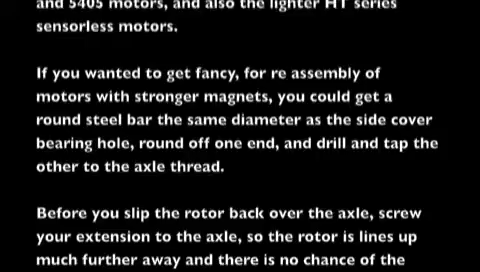 and 5405 motors, and also the lighter HT series
sensorless motors.
If you wanted to get fancy, for re assembly of
motors with stronger magnets, you could get a
round steel bar the same diameter as the side cover
bearing hole, round off one end, and drill and tap the
other to the axle thread.
Before you slip the rotor back over the axle, screw
your extension to the axle, so the rotor is lines up
much further away and there is no chance of the